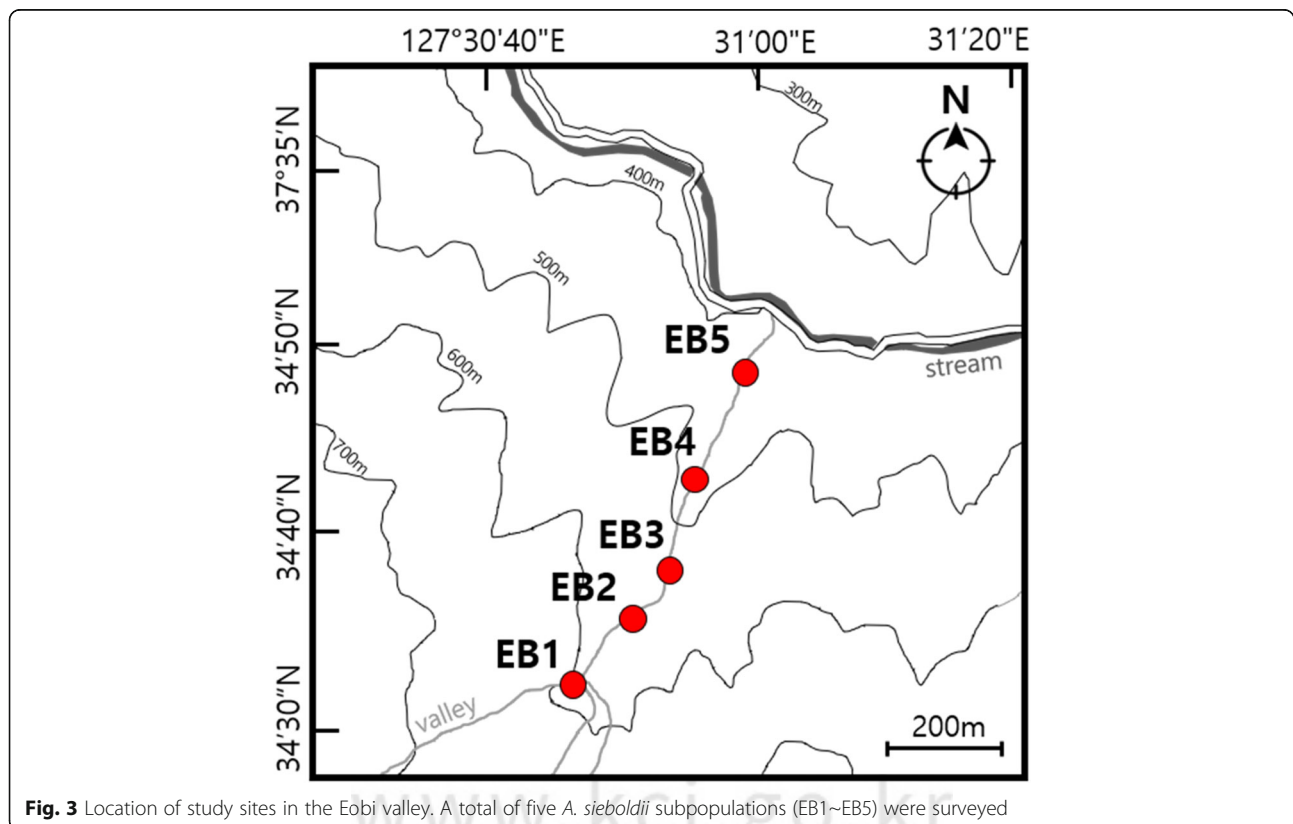 127°30'40"E 31'00"E 31'20"E
N
300m
37°35'N
400m
500m
34'50"N
EB5
stream
600m
EB4
700m
34'40"N
EB3
EB2
EB1
valley
34'30"N
200m
Fig. 3 Location of study sites in the Eobi valley. A total of five A. sieboldii subpopulations (EB1~EB5) were surveyed
www.kci.go.kr